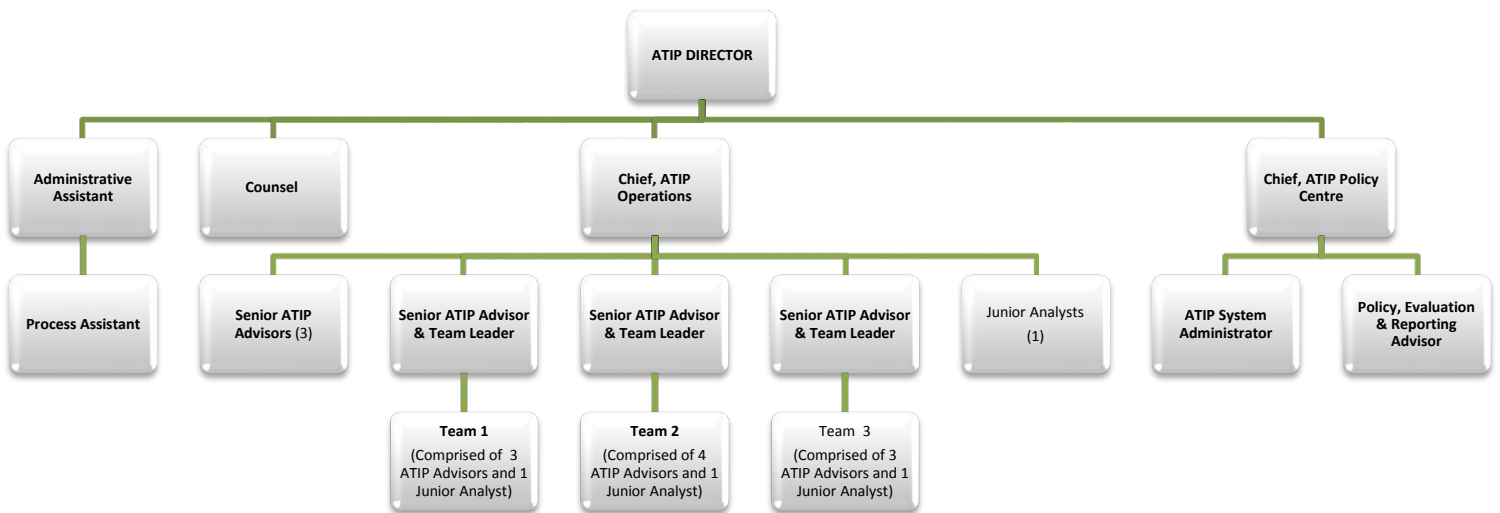 ATIP DIRECTOR
Administrative
Assistant
Counsel
Chief, ATIP
Operations
Chief, ATIP Policy
Centre
Process Assistant
Senior ATIP
Advisors (3)
Senior ATIP Advisor
& Team Leader
Senior ATIP Advisor
& Team Leader
Senior ATIP Advisor
& Team Leader
Junior Analysts
(1)
ATIP System
Administrator
Policy, Evaluation
& Reporting
Advisor
Team 1
(Comprised of 3
ATIP Advisors and 1
Junior Analyst)
Team 2
(Comprised of 4
ATIP Advisors and 1
Junior Analyst)
Team 3
(Comprised of 3
ATIP Advisors and 1
Junior Analyst)